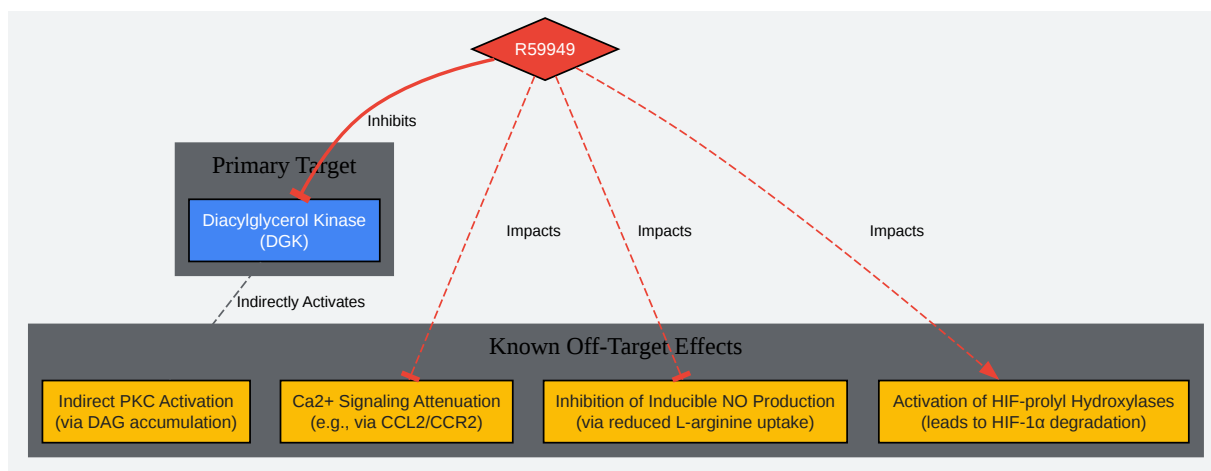 R59949
Inhibits
Primary Target
Diacylglycerol Kinase
(DGK)
Impacts
Impacts
Impacts
Indirectly Activates
Known Off-Target Effects
Indirect PKC Activation
(via DAG accumulation)
Ca2+ Signaling Attenuation
(e.g., via CCL2/CCR2)
Inhibition of Inducible NO Production
(via reduced L-arginine uptake)
Activation of HIF-prolyl Hydroxylases
(leads to HIF-1α degradation)